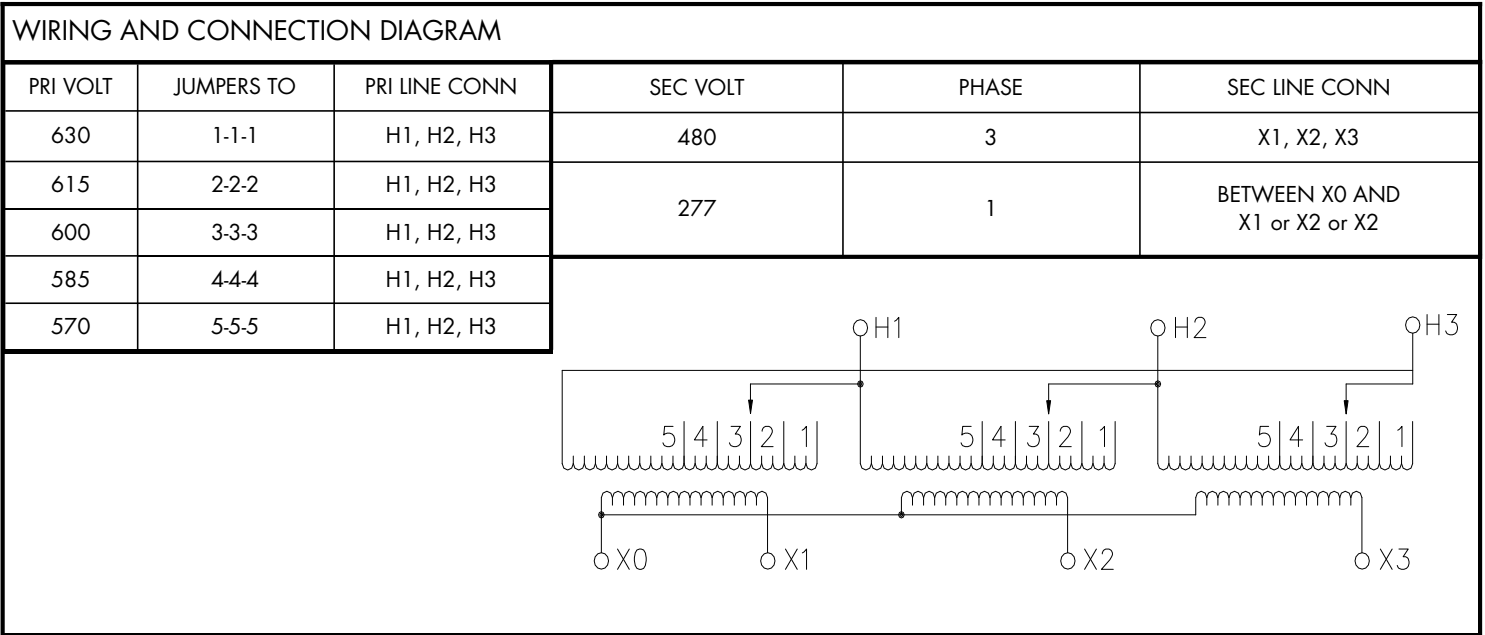 WIRING AND CONNECTION DIAGRAM
PRI VOLT JUMPERS TO PRI LINE CONN SEC VOLT PHASE SEC LINE CONN
630 1-1-1 H1, H2, H3 480 3 X1, X2, X3
615 2-2-2 H1, H2, H3
277 1 BETWEEN X0 AND
X1 or X2 or X2
600 3-3-3 H1, H2, H3
585 4-4-4 H1, H2, H3
570 5-5-5 H1, H2, H3
H1 H2 H3
5 4 3 2 1 5 4 3 2 1 5 4 3 2 1
X0 X1 X2 X3